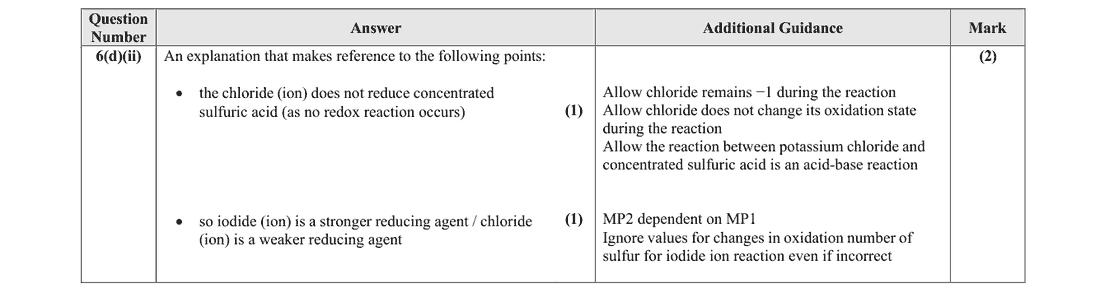 Question Number Answer Additional Guidance Mark
6(d)(ii) An explanation that makes reference to the following points: (2)
• the chloride (ion) does not reduce concentrated
sulfuric acid (as no redox reaction occurs) (1)
Allow chloride remains −1 during the reaction
Allow chloride does not change its oxidation state
during the reaction
Allow the reaction between potassium chloride and
concentrated sulfuric acid is an acid-base reaction
• so iodide (ion) is a stronger reducing agent / chloride (1)
(ion) is a weaker reducing agent
MP2 dependent on MP1
Ignore values for changes in oxidation number of
sulfur for iodide ion reaction even if incorrect